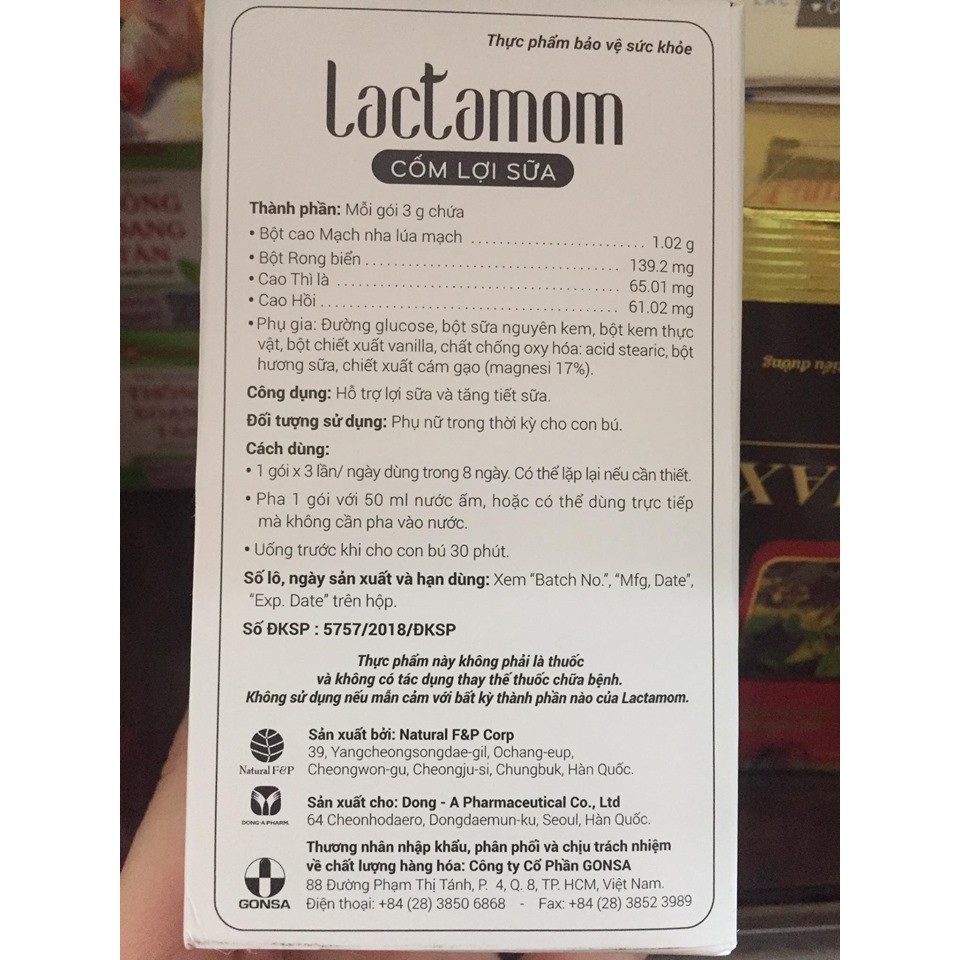 Thực phẩm bảo vệ sức khỏe
Lactamom
CỐM LỢI SỮA
Thành phần: Mỗi gói 3 g chứa
• Bột cao Mạch nha lúa mạch ........................ 1.02 g
• Bột Rong biển ................................... 139.2 mg
• Cao Thì là ....................................... 65.01 mg
• Cao Hồi ......................................... 61.02 mg
• Phụ gia: Đường glucose, bột sữa nguyên kem, bột kem thực
vật, bột chiết xuất vanilla, chất chống oxy hóa: acid stearic, bột
hương sữa, chiết xuất cám gạo (magnesi 17%).
Công dụng: Hỗ trợ lợi sữa và tăng tiết sữa.
Đối tượng sử dụng: Phụ nữ trong thời kỳ cho con bú.
Cách dùng:
• 1 gói x 3 lần/ ngày dùng trong 8 ngày. Có thể lặp lại nếu cần thiết.
• Pha 1 gói với 50 ml nước ấm, hoặc có thể dùng trực tiếp
mà không cần pha vào nước.
• Uống trước khi cho con bú 30 phút.
Số lô, ngày sản xuất và hạn dùng: Xem “Batch No.”, “Mfg, Date”,
“Exp. Date” trên hộp.
Số ĐKSP : 5757/2018/ĐKSP
Thực phẩm này không phải là thuốc
và không có tác dụng thay thế thuốc chữa bệnh.
Không sử dụng nếu mẫn cảm với bất kỳ thành phần nào của Lactamom.
Natural F&P
Sản xuất bởi: Natural F&P Corp
39, Yangcheongsongdae-gil, Ochang-eup,
Cheongwon-gu, Cheongju-si, Chungbuk, Hàn Quốc.
DONG-A PHARM.
Sản xuất cho: Dong - A Pharmaceutical Co., Ltd
64 Cheonhodaero, Dongdaemun-ku, Seoul, Hàn Quốc.
GONSA
Thương nhân nhập khẩu, phân phối và chịu trách nhiệm
về chất lượng hàng hóa: Công ty Cổ Phần GONSA
88 Đường Phạm Thị Tánh, P. 4, Q. 8, TP. HCM, Việt Nam.
Điện thoại: +84 (28) 3850 6868 - Fax: +84 (28) 3852 3989